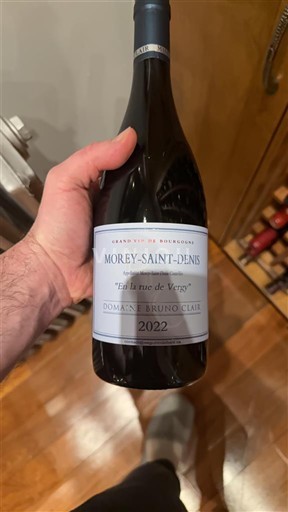 GRAND VIN DE BOURGOGNE
MOREY-SAINT-DENIS
"En la rue de Vergy"
DOMAINE BRUNO CLAIR
2022